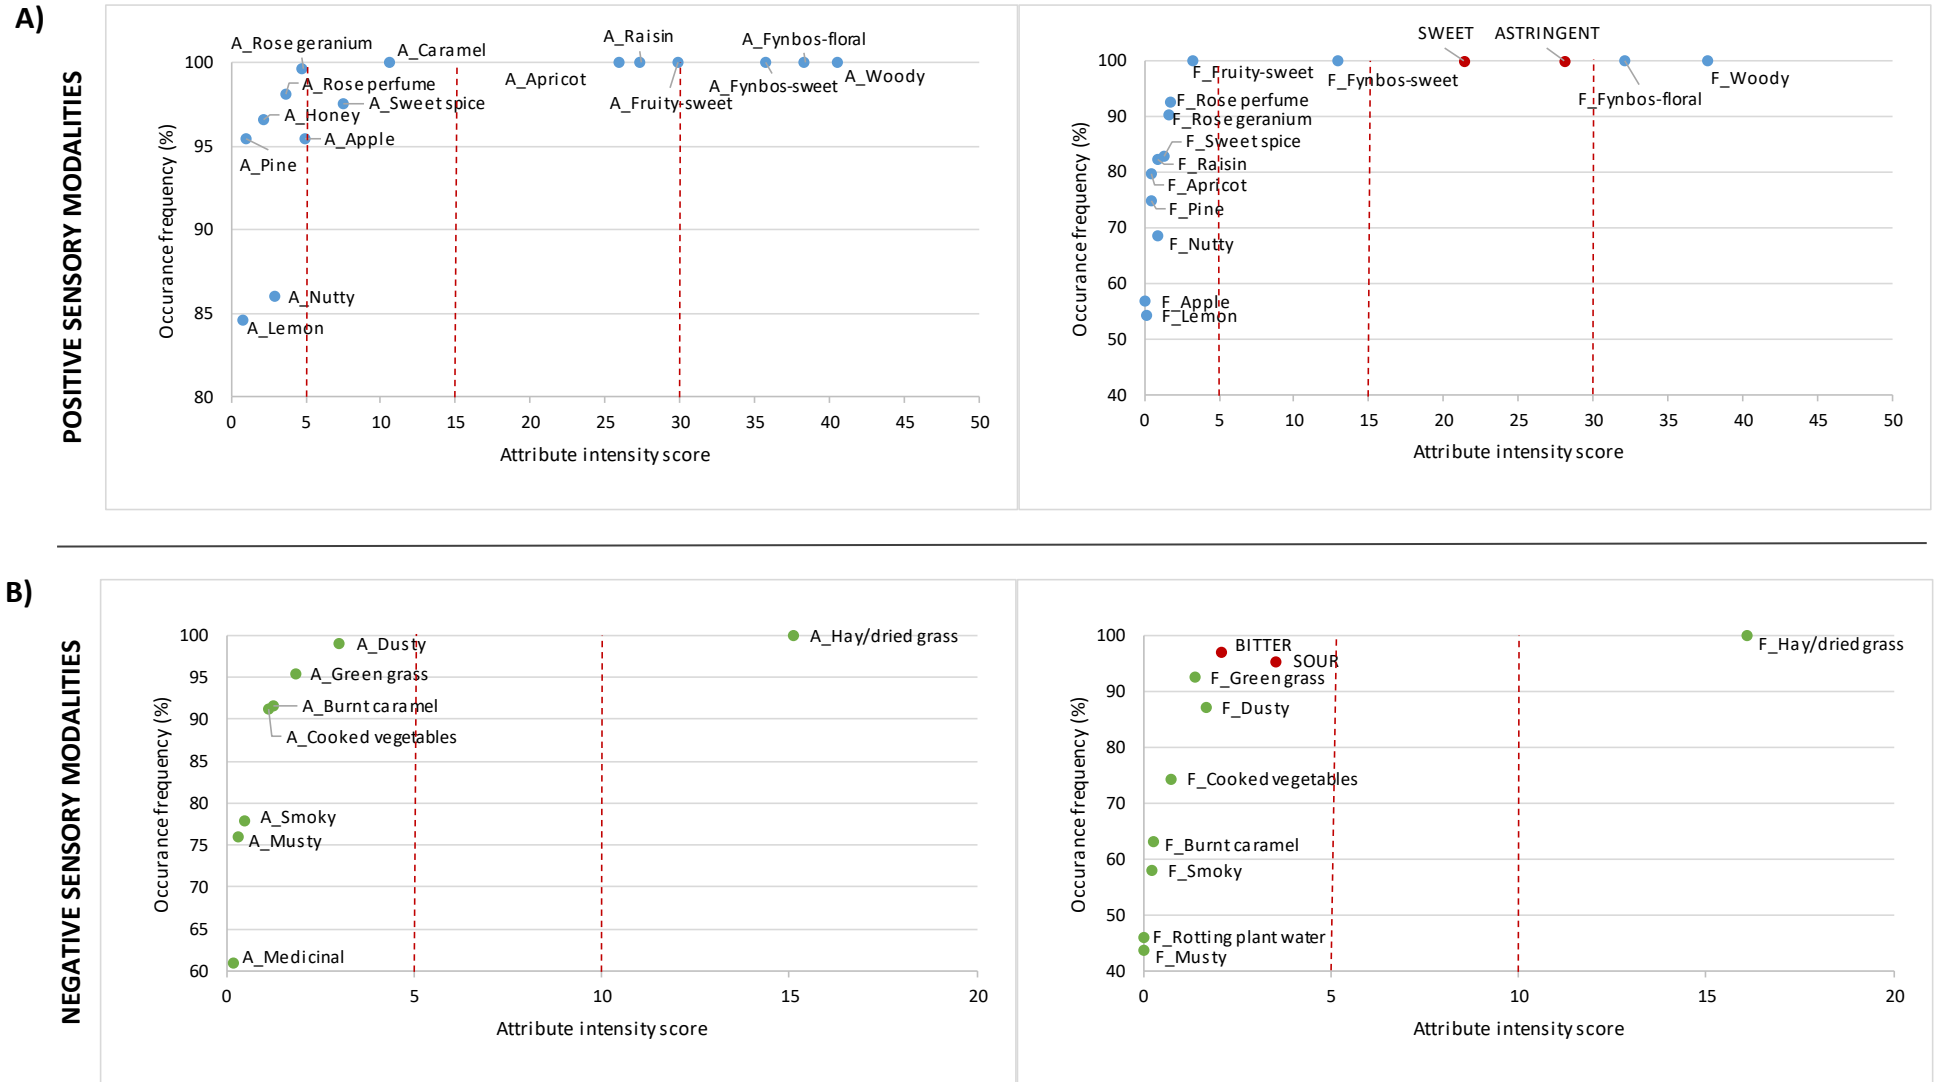 A)
POSITIVE SENSORY MODALITIES
Occurance frequency (%)
100
95
90
85
80
A_Rose geranium
A_Caramel
A_Raisin
A_Fynbos-floral
A_Apricot
A_Rose perfume
A_Sweet spice
A_Fruity-sweet
A_Fynbos-sweet
A_Woody
A_Honey
A_Apple
A_Pine
A_Nutty
A_Lemon
0 5 10 15 20 25 30 35 40 45 50
Attribute intensity score
Occurance frequency (%)
100
90
80
70
60
50
40
SWEET
ASTRINGENT
F_Fruity-sweet
F_Fynbos-sweet
F_Fynbos-floral
F_Woody
F_Rose perfume
F_Rose geranium
F_Sweet spice
F_Raisin
F_Apricot
F_Pine
F_Nutty
F_Apple
F_Lemon
0 5 10 15 20 25 30 35 40 45 50
Attribute intensity score
B)
NEGATIVE SENSORY MODALITIES
Occurance frequency (%)
100
95
90
85
80
75
70
65
60
A_Dusty
A_Hay/dried grass
A_Green grass
A_Burnt caramel
A_Cooked vegetables
A_Smoky
A_Musty
A_Medicinal
0 5 10 15 20
Attribute intensity score
Occurance frequency (%)
100
90
80
70
60
50
40
BITTER
SOUR
F_Hay/dried grass
F_Green grass
F_Dusty
F_Cooked vegetables
F_Burnt caramel
F_Smoky
F_Rotting plant water
F_Musty
0 5 10 15 20
Attribute intensity score